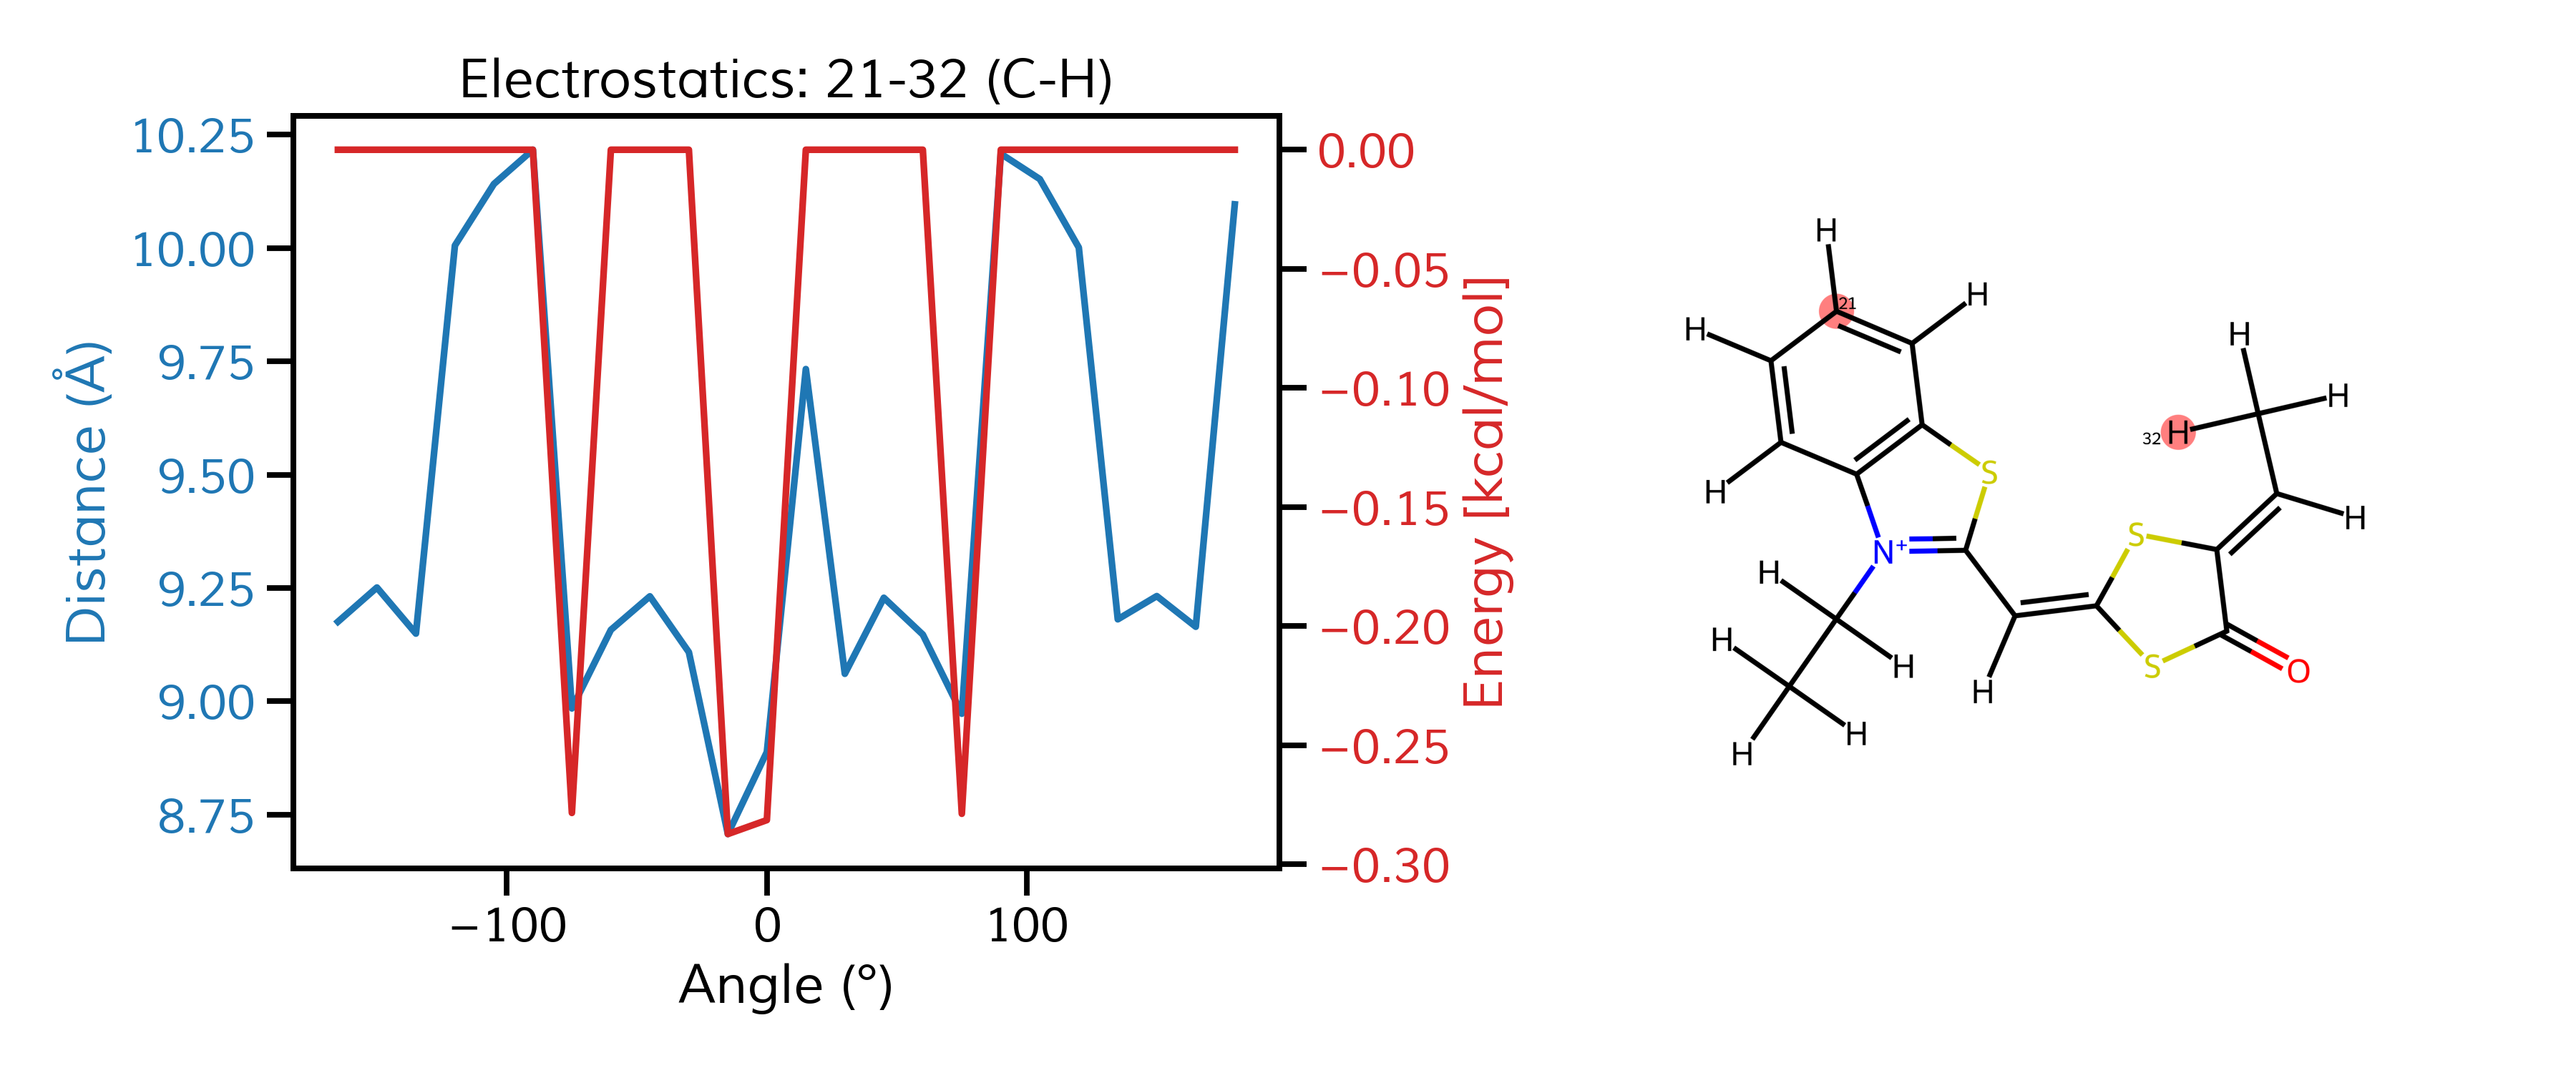 Electrostatics: 21-32 (C-H)
Distance (Å)
10.25
10.00
9.75
9.50
9.25
9.00
8.75
0.00
−0.05
−0.10
−0.15
−0.20
−0.25
−0.30
Energy [kcal/mol]
−100
0
100
Angle (°)
H
H
21
H
H
H
H
32
H
S
H
H
S
N⁺
H
H
H
S
O
H
H
H
H